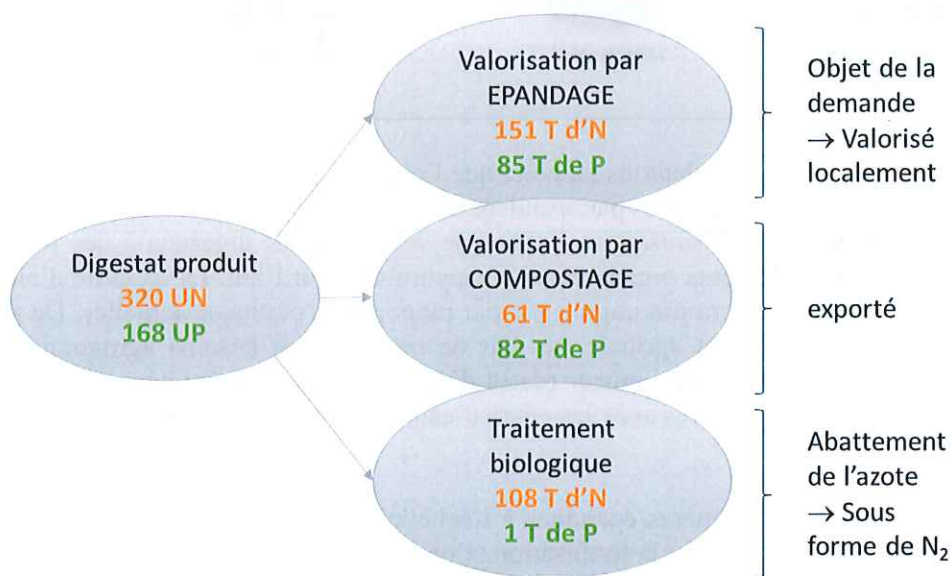 Valorisation par
EPANDAGE
151 T d'N
85 T de P
Objet de la
demande
→ Valorisé
localement
Digestat produit
320 UN
168 UP
Valorisation par
COMPOSTAGE
61 T d'N
82 T de P
exporté
Traitement
biologique
108 T d'N
1 T de P
Abattement
de l'azote
→ Sous
forme de N₂